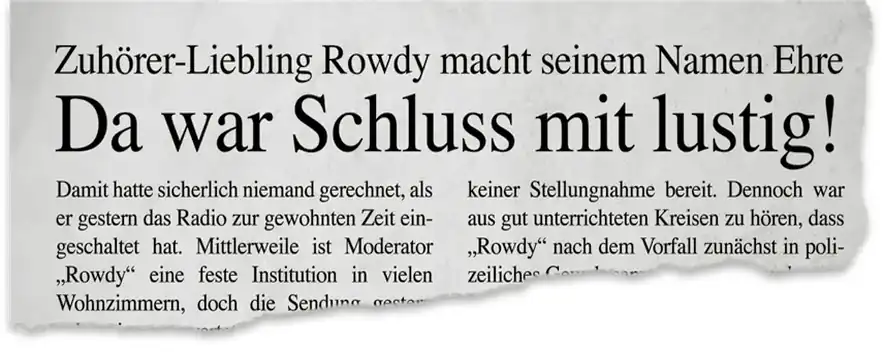 Zuhörer-Liebling Rowdy macht seinem Namen Ehre
Da war Schluss mit lustig!
Damit hatte sicherlich niemand gerechnet, als
er gestern das Radio zur gewohnten Zeit ein-
geschaltet hat. Mittlerweile ist Moderator
„Rowdy“ eine feste Institution in vielen
Wohnzimmern, doch die Sendung
keiner Stellungnahme bereit. Dennoch war
aus gut unterrichteten Kreisen zu hören, dass
„Rowdy“ nach dem Vorfall zunächst in poli-
zeiliches